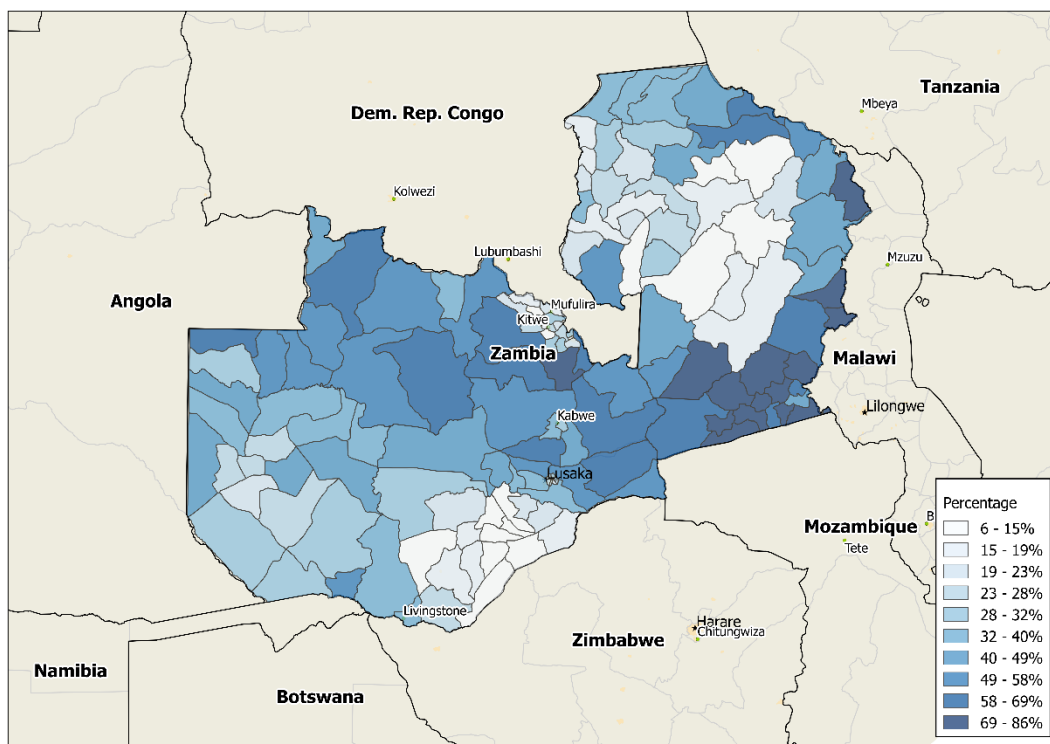 Tanzania
Mbeya
Dem. Rep. Congo
Kolwezi
Lubumbashi
Mzuzu
Angola
Mufulira
Kitwe
Zambia
Malawi
Lilongwe
Kabwe
Lusaka
Mozambique
B
Tete
Livingstone
Harare
Chitungwiza
Zimbabwe
Namibia
Botswana
Percentage
6 - 15%
15 - 19%
19 - 23%
23 - 28%
28 - 32%
32 - 40%
40 - 49%
49 - 58%
58 - 69%
69 - 86%